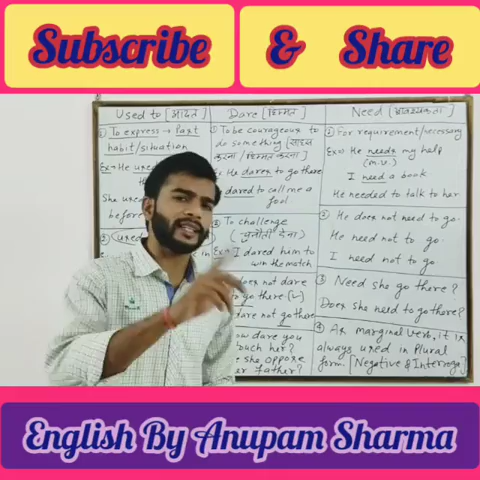 Subscribe & Share
Used to [आदत]
① To express → Past
habit/situation
Ex→ He used
She used
before
② Used
in
Dare [हिम्मत]
① To be courageous to
do something [साहस
करना / हिम्मत करना]
Ex He dares to go there
dared to call me a
fool
② To challenge
(चुनौती देना)
Ex→ I dared him to
win the match
does not dare
to go there (✓)
dare not go there
How dare you
touch her?
she oppose
her father?
Need [आवश्यकता]
① For requirement/necessary
Ex→ He needs my help
(m.v.)
I need a book
He needed to talk to her
② He does not need to go.
He need not to go.
I need not to go.
③ Need she go there?
Does she need to go there?
④ As marginal verb, it is
always used in Plural
form. [Negative & Interroga]
English By Anupam Sharma